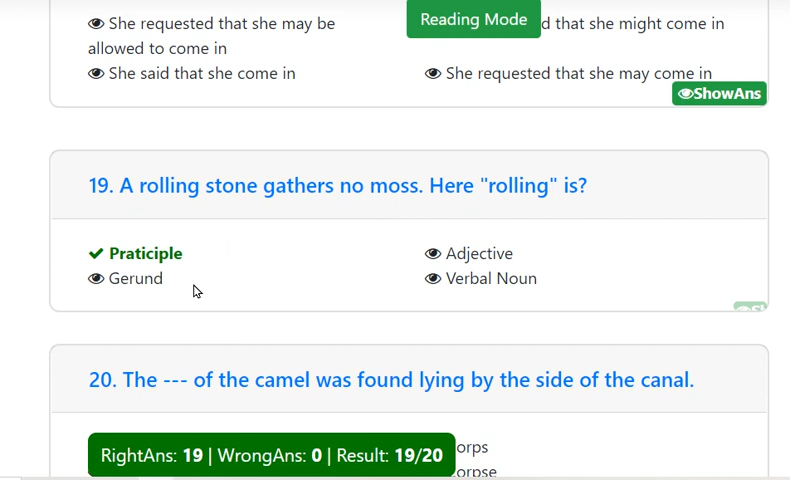 She requested that she may be
allowed to come in
Reading Mode
d that she might come in
She said that she come in
She requested that she may come in
ShowAns
19. A rolling stone gathers no moss. Here "rolling" is?
Praticiple
Adjective
Gerund
Verbal Noun
20. The --- of the camel was found lying by the side of the canal.
RightAns: 19 | WrongAns: 0 | Result: 19/20
orps
orpse